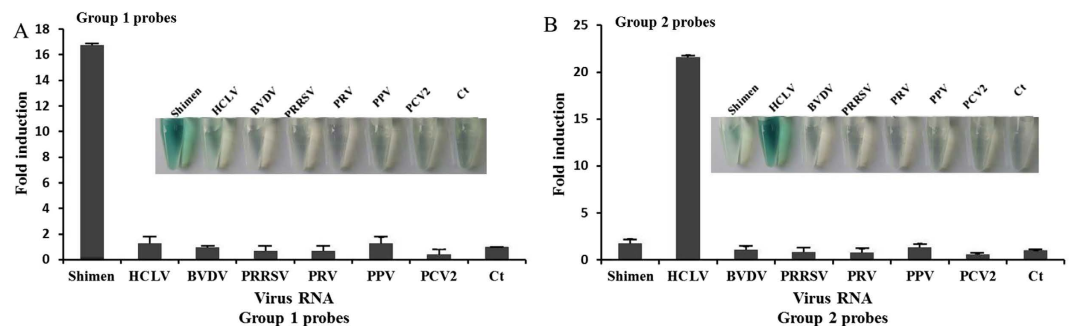 A
Group 1 probes
18
16
14
12
10
8
6
4
2
0
Fold induction
Shimen HCLV BVDV PRRSV PRV PPV PCV2 Ct
Shimen HCLV BVDV PRRSV PRV PPV PCV2 Ct
Virus RNA
Group 1 probes
B
Group 2 probes
25
20
15
10
5
0
Fold induction
Shimen HCLV BVDV PRRSV PRV PPV PCV2 Ct
Shimen HCLV BVDV PRRSV PRV PPV PCV2 Ct
Virus RNA
Group 2 probes